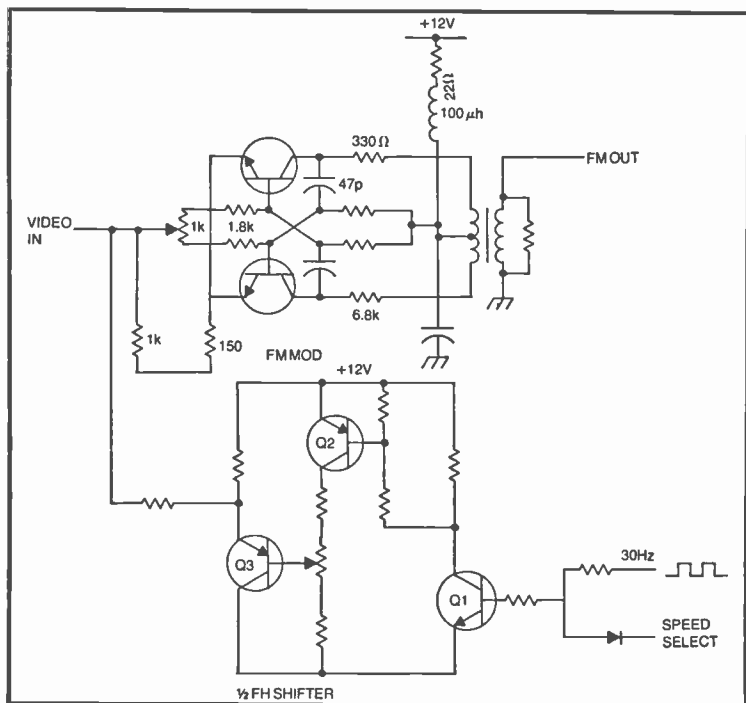 +12V
22Ω
100 μh
330 Ω
FM OUT
47p
VIDEO
IN
1k
1.8k
6.8k
1k
150
FM MOD
+12V
Q2
Q3
30Hz
Q1
SPEED
SELECT
½ FH SHIFTER